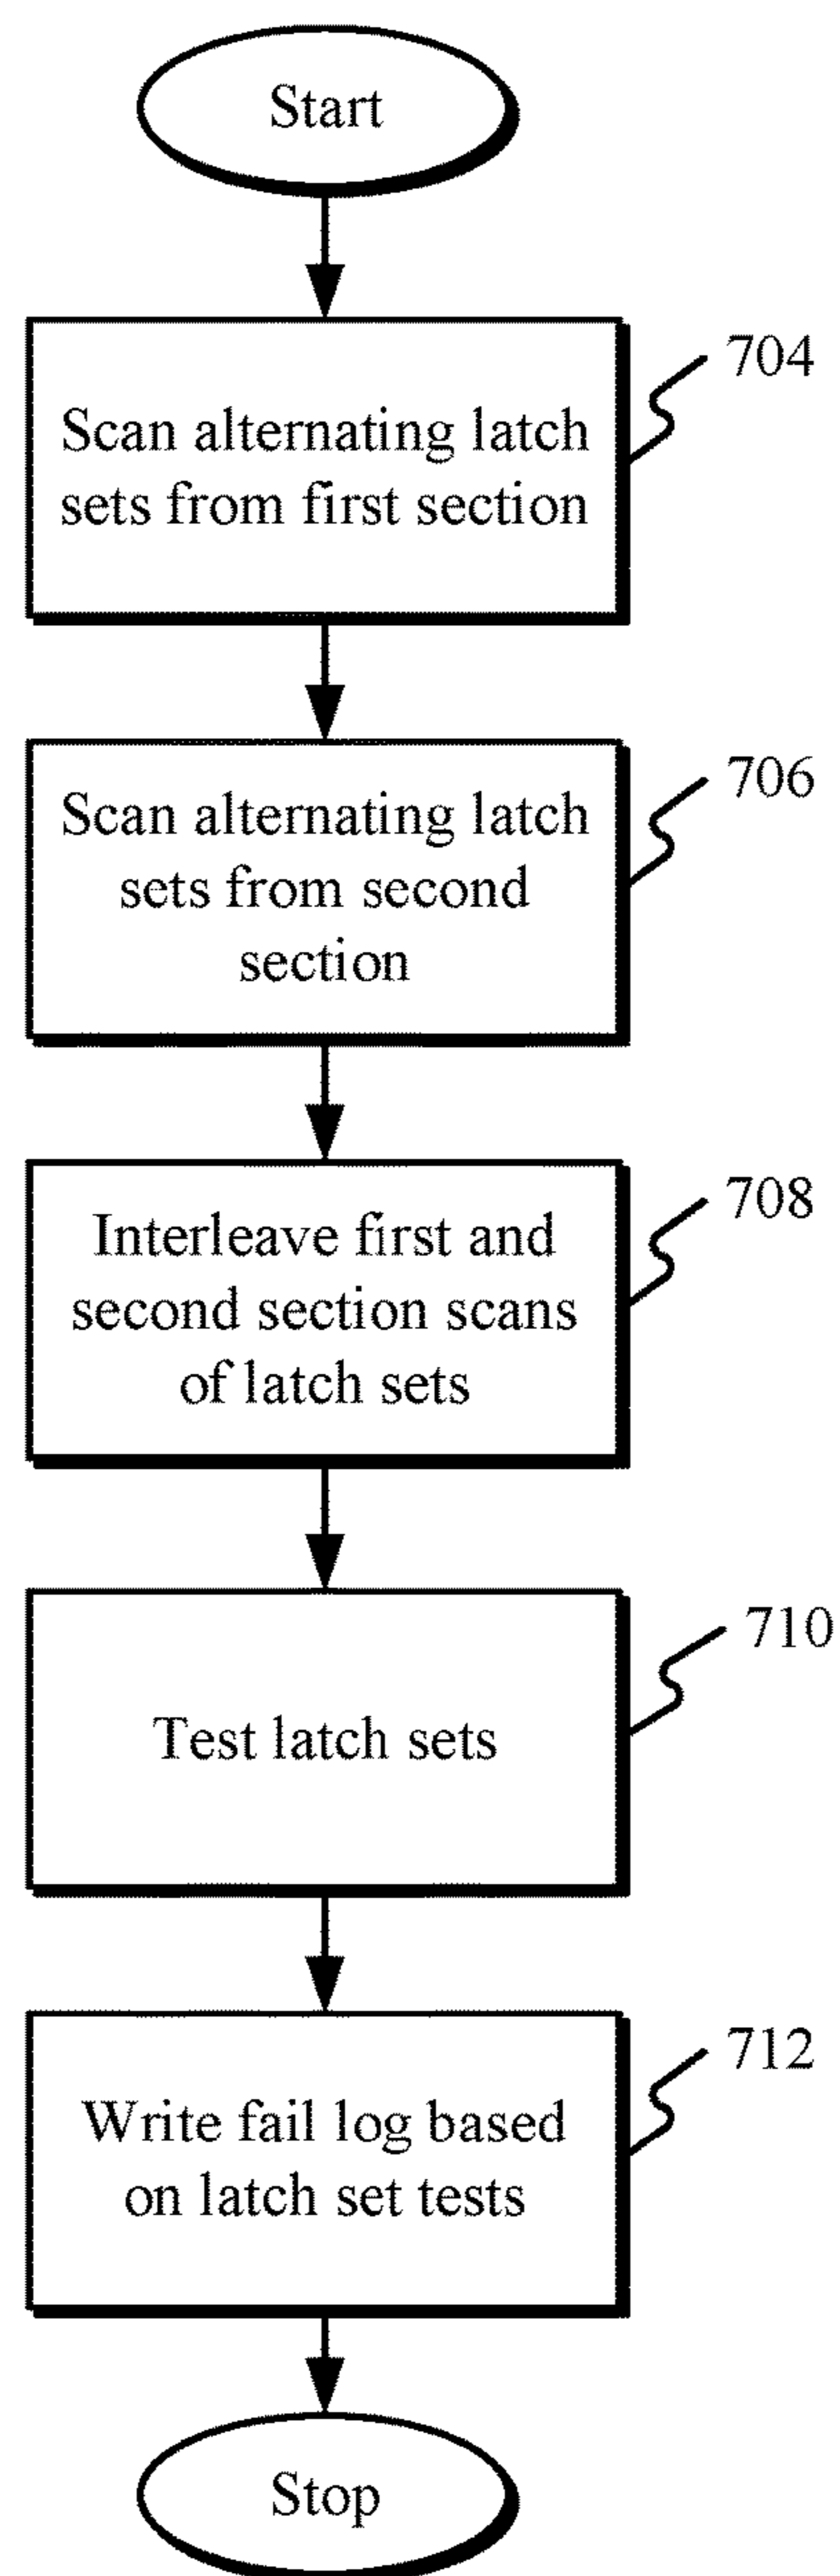 Start
704
Scan alternating latch
sets from first section
706
Scan alternating latch
sets from second
section
708
Interleave first and
second section scans
of latch sets
710
Test latch sets
712
Write fail log based
on latch set tests
Stop